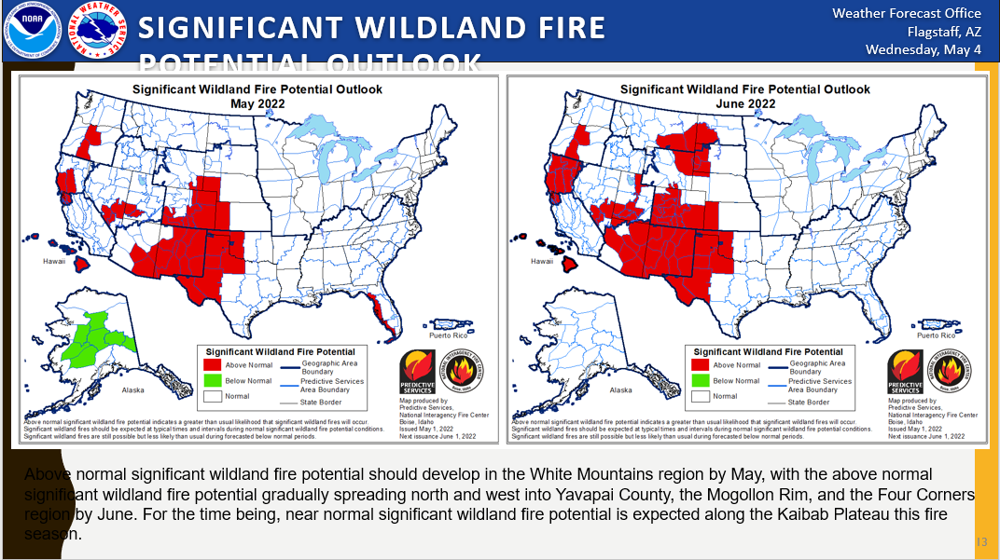 NOAA
NATIONAL WEATHER SERVICE
SIGNIFICANT WILDLAND FIRE
POTENTIAL OUTLOOK
Weather Forecast Office
Flagstaff, AZ
Wednesday, May 4
Significant Wildland Fire Potential Outlook
May 2022
Hawaii
Alaska
Puerto Rico
Significant Wildland Fire Potential
Above Normal
Below Normal
Normal
Geographic Area
Boundary
Predictive Services
Area Boundary
State Border
PREDICTIVE
SERVICES
NATIONAL INTERAGENCY FIRE CENTER
Boise, Idaho
Map produced by
Predictive Services,
National Interagency Fire Center
Boise, Idaho
Issued May 1, 2022
Next issuance June 1, 2022
Above normal significant wildland fire potential indicates a greater than usual likelihood that significant wildland fires will occur.
Significant wildland fires should be expected at typical times and intervals during normal significant wildland fire potential conditions.
Significant wildland fires are still possible but less likely than usual during forecasted below normal periods.
Significant Wildland Fire Potential Outlook
June 2022
Hawaii
Alaska
Puerto Rico
Significant Wildland Fire Potential
Above Normal
Below Normal
Normal
Geographic Area
Boundary
Predictive Services
Area Boundary
State Border
PREDICTIVE
SERVICES
NATIONAL INTERAGENCY FIRE CENTER
Boise, Idaho
Map produced by
Predictive Services,
National Interagency Fire Center
Boise, Idaho
Issued May 1, 2022
Next issuance June 1, 2022
Above normal significant wildland fire potential indicates a greater than usual likelihood that significant wildland fires will occur.
Significant wildland fires should be expected at typical times and intervals during normal significant wildland fire potential conditions.
Significant wildland fires are still possible but less likely than usual during forecasted below normal periods.
Above normal significant wildland fire potential should develop in the White Mountains region by May, with the above normal
significant wildland fire potential gradually spreading north and west into Yavapai County, the Mogollon Rim, and the Four Corners
region by June. For the time being, near normal significant wildland fire potential is expected along the Kaibab Plateau this fire
season.
13